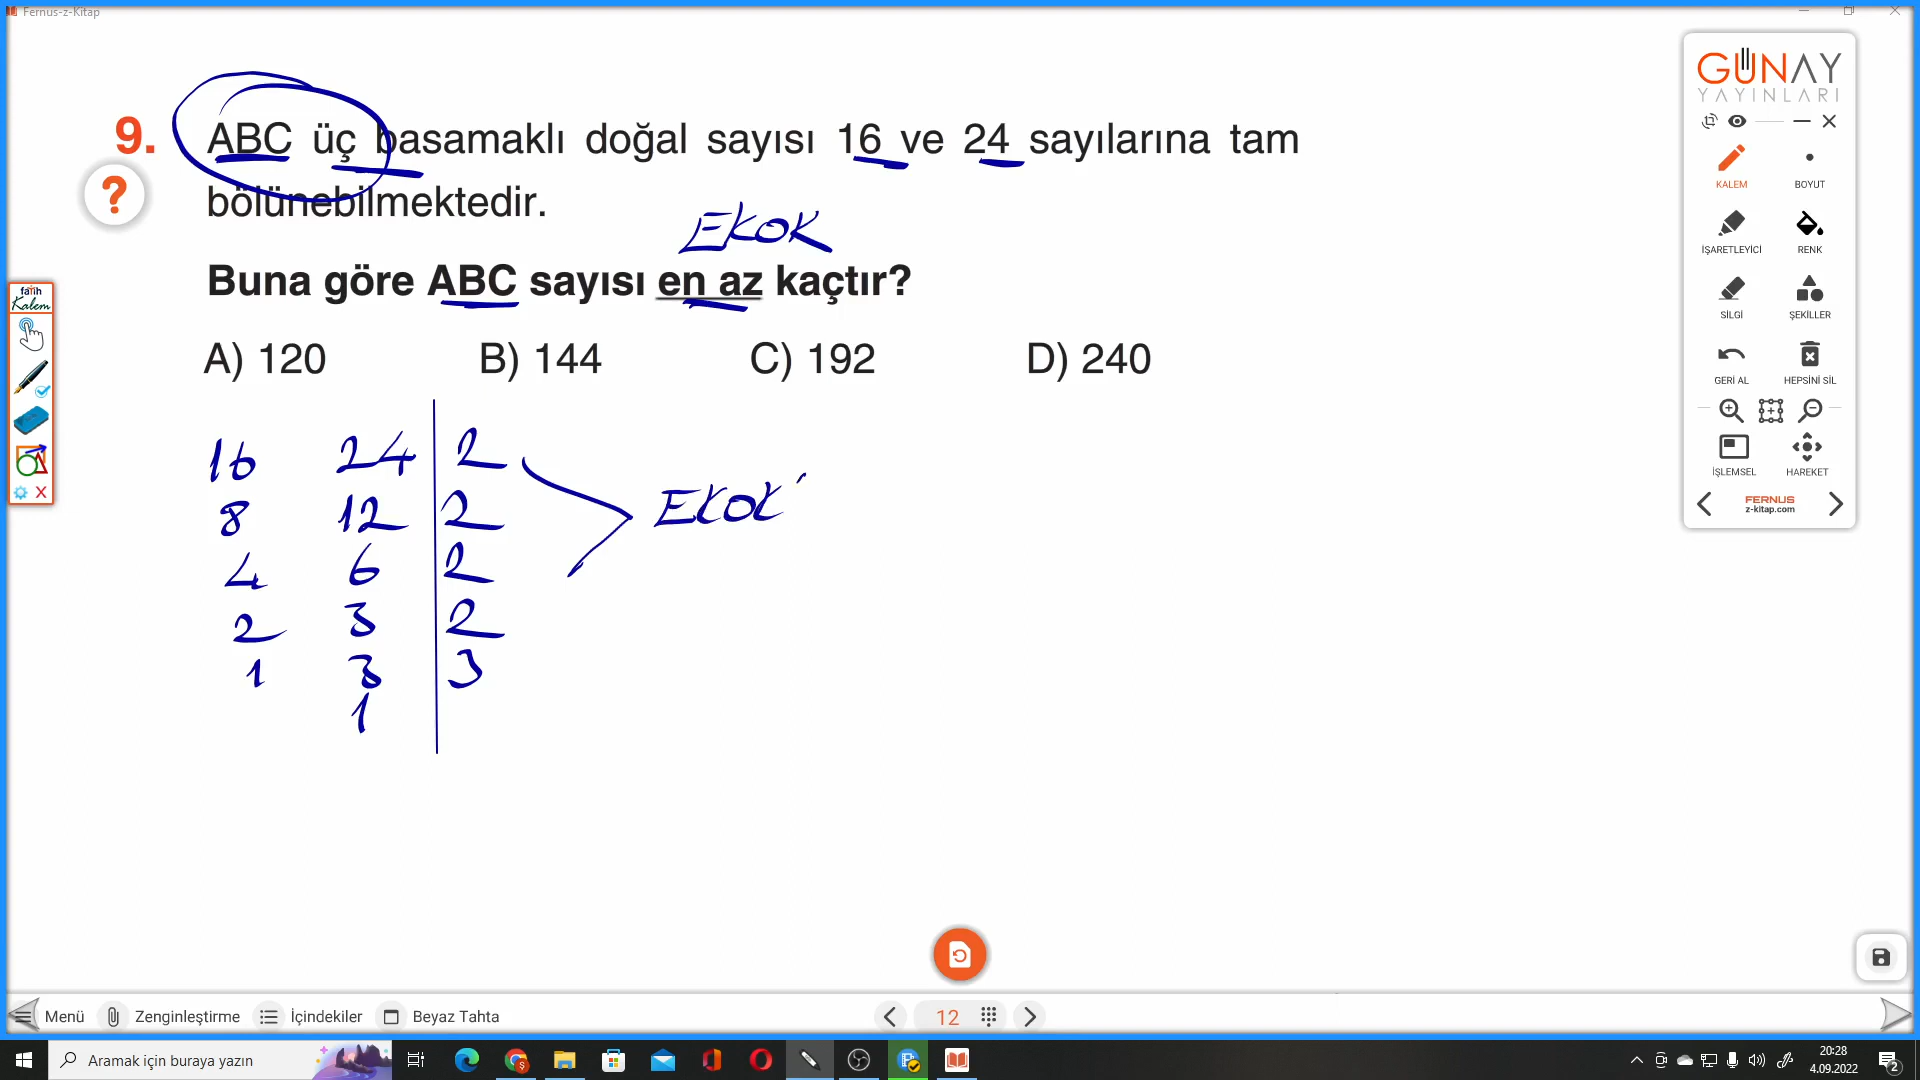 Fernus-z-Kitap
9. ABC üç basamaklı doğal sayısı 16 ve 24 sayılarına tam
? bölünebilmektedir.
EKOK
Buna göre ABC sayısı en az kaçtır?
A) 120 B) 144 C) 192 D) 240
16 24 2
8 12 2
4 6 2
2 3 2
1 3 3
1
EKOK
fatih
Kalem
GÜNAY
YAYINLARI
KALEM BOYUT
İŞARETLEYİCİ RENK
SİLGİ ŞEKİLLER
GERİ AL HEPSİNİ SİL
İŞLEMSEL HAREKET
FERNUS
z-kitap.com
Menü Zenginleştirme İçindekiler Beyaz Tahta 12
Aramak için buraya yazın
20:28
4.09.2022
2